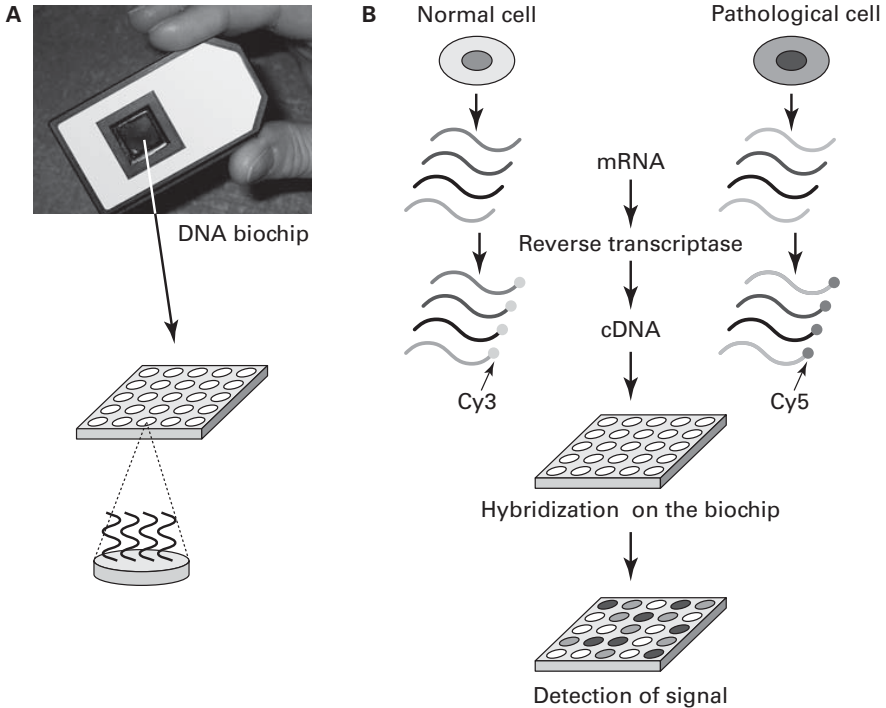 A
DNA biochip
B
Normal cell
Pathological cell
mRNA
Reverse transcriptase
cDNA
Cy3
Cy5
Hybridization on the biochip
Detection of signal